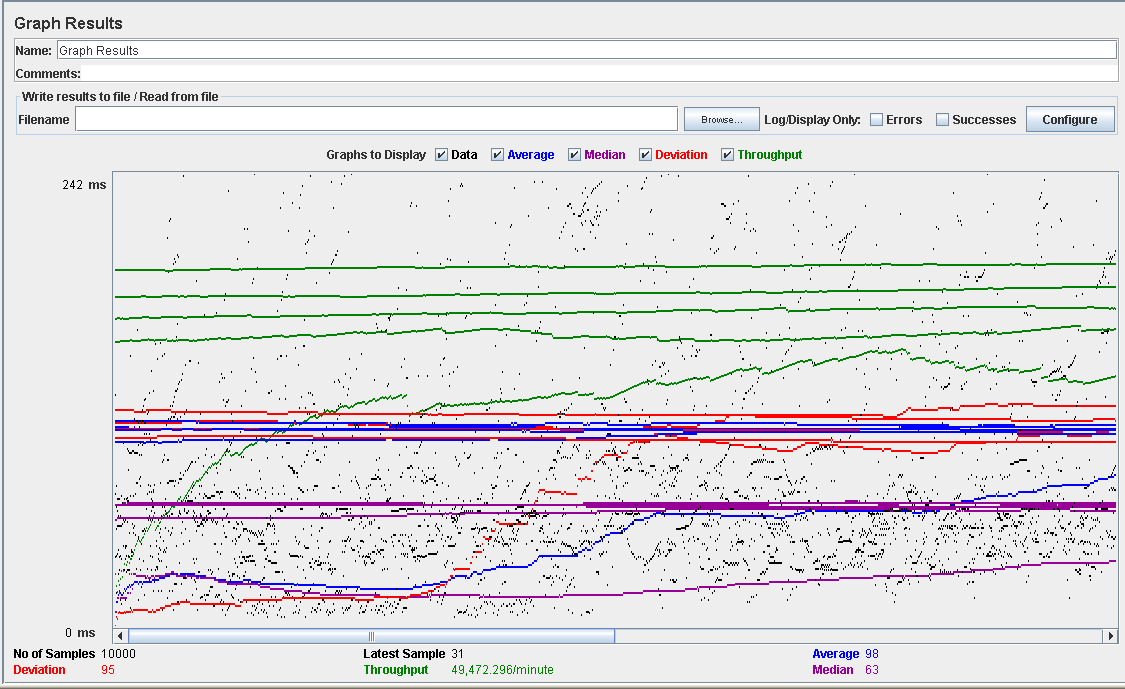 Graph Results
Name: Graph Results
Comments:
Write results to file / Read from file
Filename Browse... Log/Display Only: Errors Successes Configure
Graphs to Display Data Average Median Deviation Throughput
242 ms
0 ms
No of Samples 10000 Latest Sample 31 Average 98
Deviation 95 Throughput 49,472.296/minute Median 63